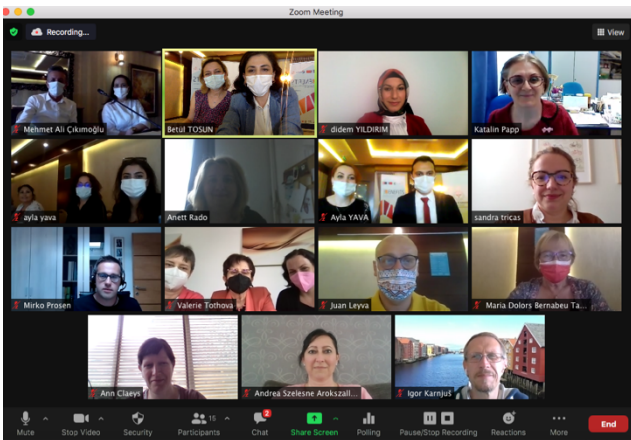 Zoom Meeting
Recording...
View
Mehmet Ali Çıkımoğlu
Betül TOSUN
didem YILDIRIM
Katalin Papp
ayla yava
Anett Rado
Ayla YAVA
sandra tricas
Mirko Prosen
Valerie Tothova
Juan Leyva
Maria Dolors Bernabeu Ta...
Ann Claeys
Andrea Szelesne Arokszall...
Igor Karnjuš
15
2
Mute
Stop Video
Security
Participants
Chat
Share Screen
Polling
Pause/Stop Recording
Reactions
More
End